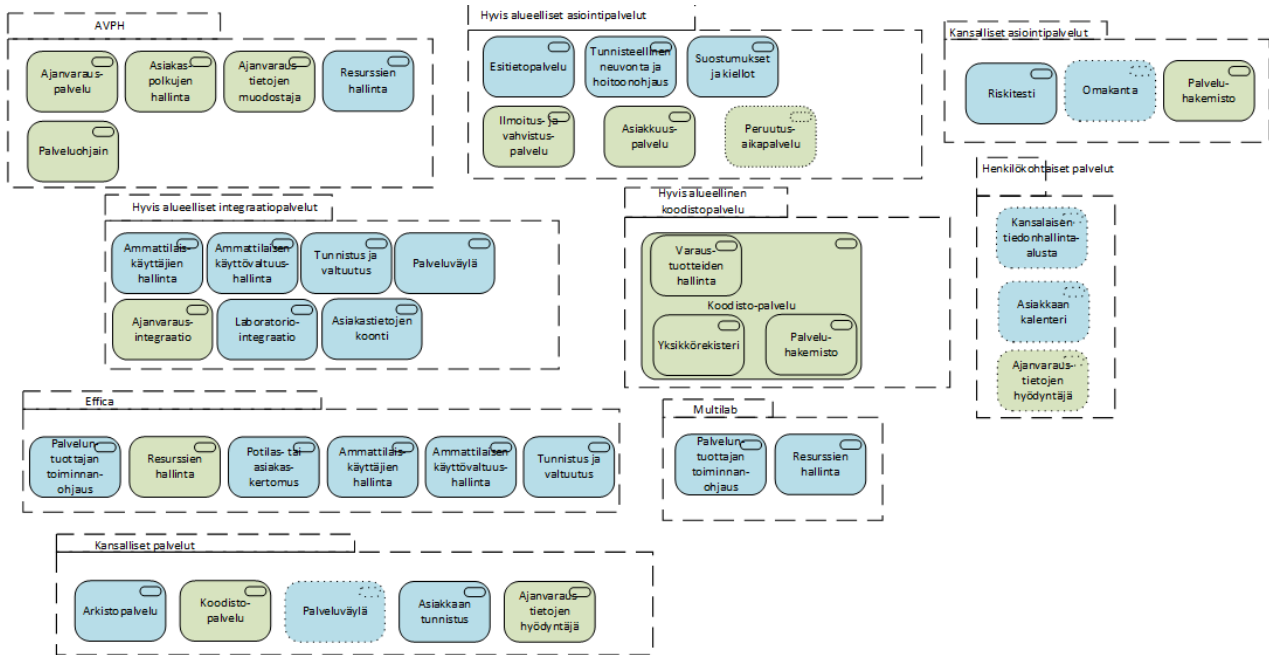 AVPH
Ajanvaraus-
palvelu
Asiakas-
polkujen
hallinta
Ajanvaraus
tietojen
muodostaja
Resurssien
hallinta
Palveluohjain
Hyvis alueelliset asiointipalvelut
Esitietopalvelu
Tunnisteellinen
neuvonta ja
hoitoonohjaus
Suostumukset
ja kiellot
Ilmoitus- ja
vahvistus-
palvelu
Asiakkuus-
palvelu
Peruutus-
aikapalvelu
Kansalliset asiointipalvelut
Riskitesti
Omakanta
Palvelu-
hakemisto
Henkilökohtaiset palvelut
Kansalaisen
tiedonhallinta-
alusta
Asiakkaan
kalenteri
Ajanvaraus-
tietojen
hyödyntäjä
Hyvis alueelliset integraatiopalvelut
Ammattilais-
käyttäjien
hallinta
Ammattilaisen
käyttövaltuus-
hallinta
Tunnistus ja
valtuutus
Palveluväylä
Ajanvaraus-
integraatio
Laboratorio-
integraatio
Asiakastietojen
koonti
Hyvis alueellinen
koodistopalvelu
Varaus-
tuotteiden
hallinta
Koodisto-palvelu
Yksikkörekisteri
Palvelu-
hakemisto
Effica
Palvelun-
tuottajan
toiminnan-
ohjaus
Resurssien
hallinta
Potilas- tai
asiakas-
kertomus
Ammattilais-
käyttäjien
hallinta
Ammattilaisen
käyttövaltuus-
hallinta
Tunnistus ja
valtuutus
Multilab
Palvelun-
tuottajan
toiminnan-
ohjaus
Resurssien
hallinta
Kansalliset palvelut
Arkistopalvelu
Koodisto-
palvelu
Palveluväylä
Asiakkaan
tunnistus
Ajanvaraus
tietojen
hyödyntäjä